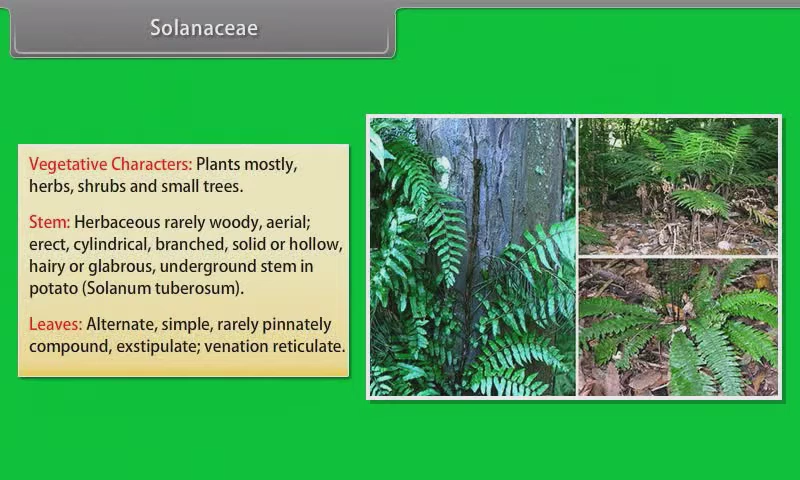 Solanaceae
Vegetative Characters: Plants mostly,
herbs, shrubs and small trees.
Stem: Herbaceous rarely woody, aerial;
erect, cylindrical, branched, solid or hollow,
hairy or glabrous, underground stem in
potato (Solanum tuberosum).
Leaves: Alternate, simple, rarely pinnately
compound, exstipulate; venation reticulate.